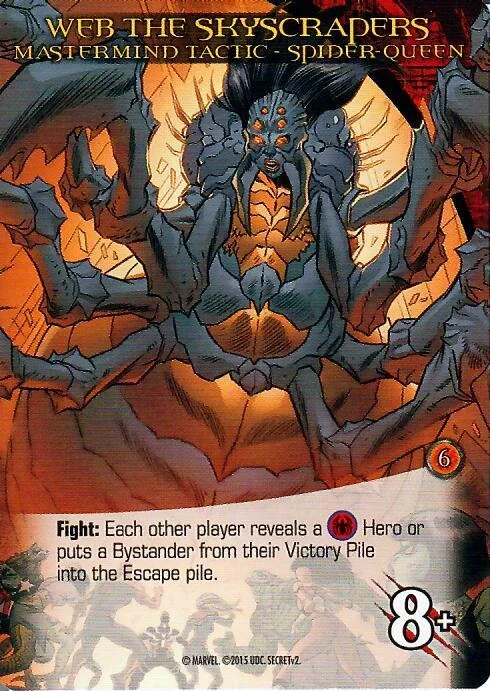 WEB THE SKYSCRAPERS
MASTERMIND TACTIC - SPIDER-QUEEN
6
Fight: Each other player reveals a Hero or
puts a Bystander from their Victory Pile
into the Escape pile.
8+
© MARVEL. ©2015 UDC. SECRETv2.